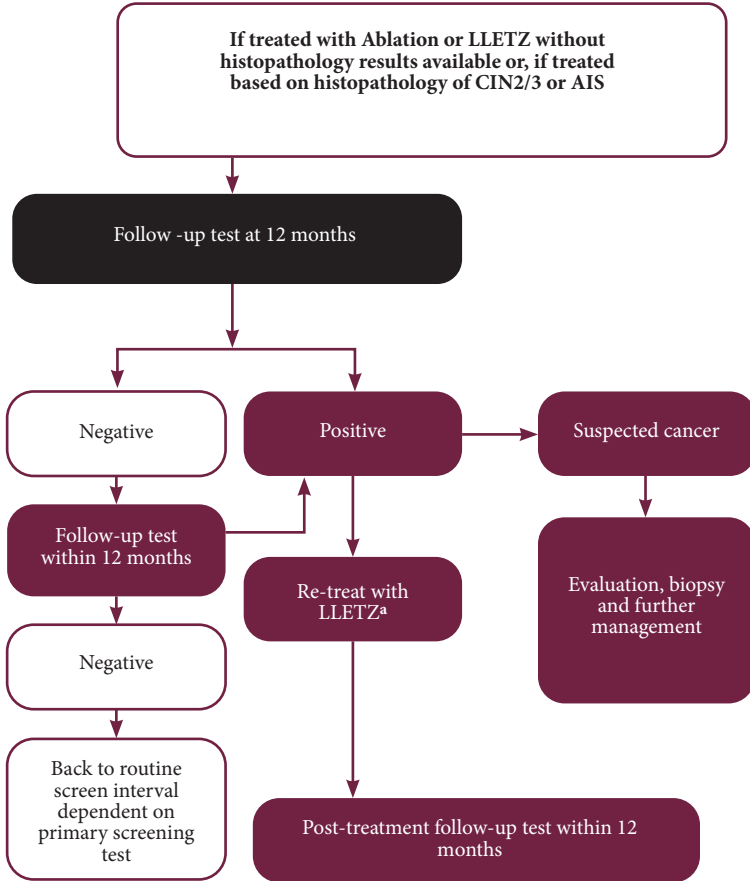 If treated with Ablation or LLETZ without
histopathology results available or, if treated
based on histopathology of CIN2/3 or AIS
Follow -up test at 12 months
Negative
Positive
Suspected cancer
Follow-up test
within 12 months
Re-treat with
LLETZᵃ
Evaluation, biopsy
and further
management
Negative
Back to routine
screen interval
dependent on
primary screening
test
Post-treatment follow-up test within 12
months